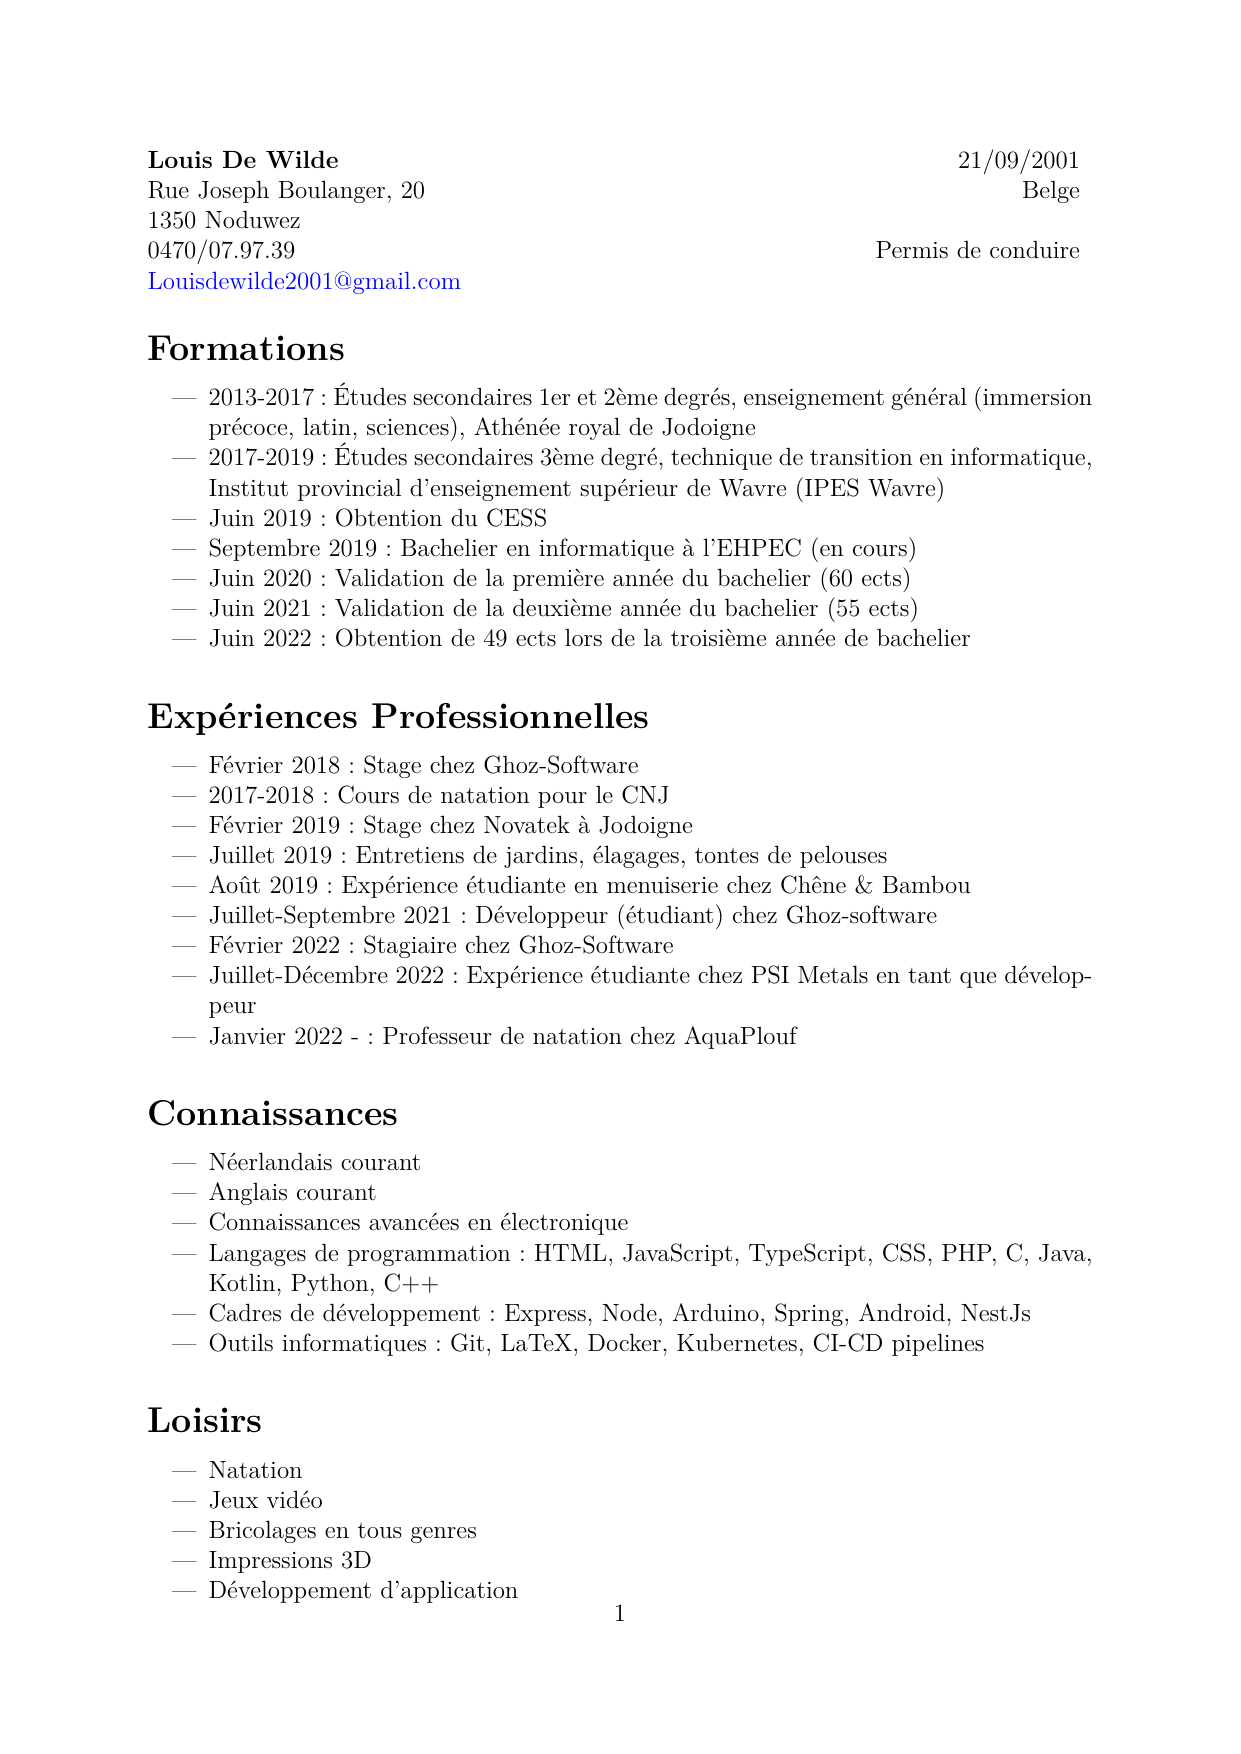 Louis De Wilde 21/09/2001
Rue Joseph Boulanger, 20 Belge
1350 Noduwez
0470/07.97.39 Permis de conduire
Louisdewilde2001@gmail.com
Formations
— 2013-2017 : Études secondaires 1er et 2ème degrés, enseignement général (immersion
précoce, latin, sciences), Athénée royal de Jodoigne
— 2017-2019 : Études secondaires 3ème degré, technique de transition en informatique,
Institut provincial d'enseignement supérieur de Wavre (IPES Wavre)
— Juin 2019 : Obtention du CESS
— Septembre 2019 : Bachelier en informatique à l'EHPEC (en cours)
— Juin 2020 : Validation de la première année du bachelier (60 ects)
— Juin 2021 : Validation de la deuxième année du bachelier (55 ects)
— Juin 2022 : Obtention de 49 ects lors de la troisième année de bachelier
Expériences Professionnelles
— Février 2018 : Stage chez Ghoz-Software
— 2017-2018 : Cours de natation pour le CNJ
— Février 2019 : Stage chez Novatek à Jodoigne
— Juillet 2019 : Entretiens de jardins, élagages, tontes de pelouses
— Août 2019 : Expérience étudiante en menuiserie chez Chêne & Bambou
— Juillet-Septembre 2021 : Développeur (étudiant) chez Ghoz-software
— Février 2022 : Stagiaire chez Ghoz-Software
— Juillet-Décembre 2022 : Expérience étudiante chez PSI Metals en tant que dévelop-
peur
— Janvier 2022 - : Professeur de natation chez AquaPlouf
Connaissances
— Néerlandais courant
— Anglais courant
— Connaissances avancées en électronique
— Langages de programmation : HTML, JavaScript, TypeScript, CSS, PHP, C, Java,
Kotlin, Python, C++
— Cadres de développement : Express, Node, Arduino, Spring, Android, NestJs
— Outils informatiques : Git, LaTeX, Docker, Kubernetes, CI-CD pipelines
Loisirs
— Natation
— Jeux vidéo
— Bricolages en tous genres
— Impressions 3D
— Développement d'application
1